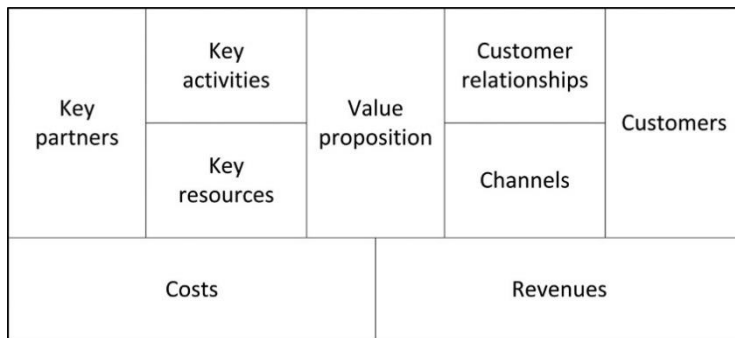 Key
partners
Key
activities
Key
resources
Value
proposition
Customer
relationships
Channels
Customers
Costs
Revenues